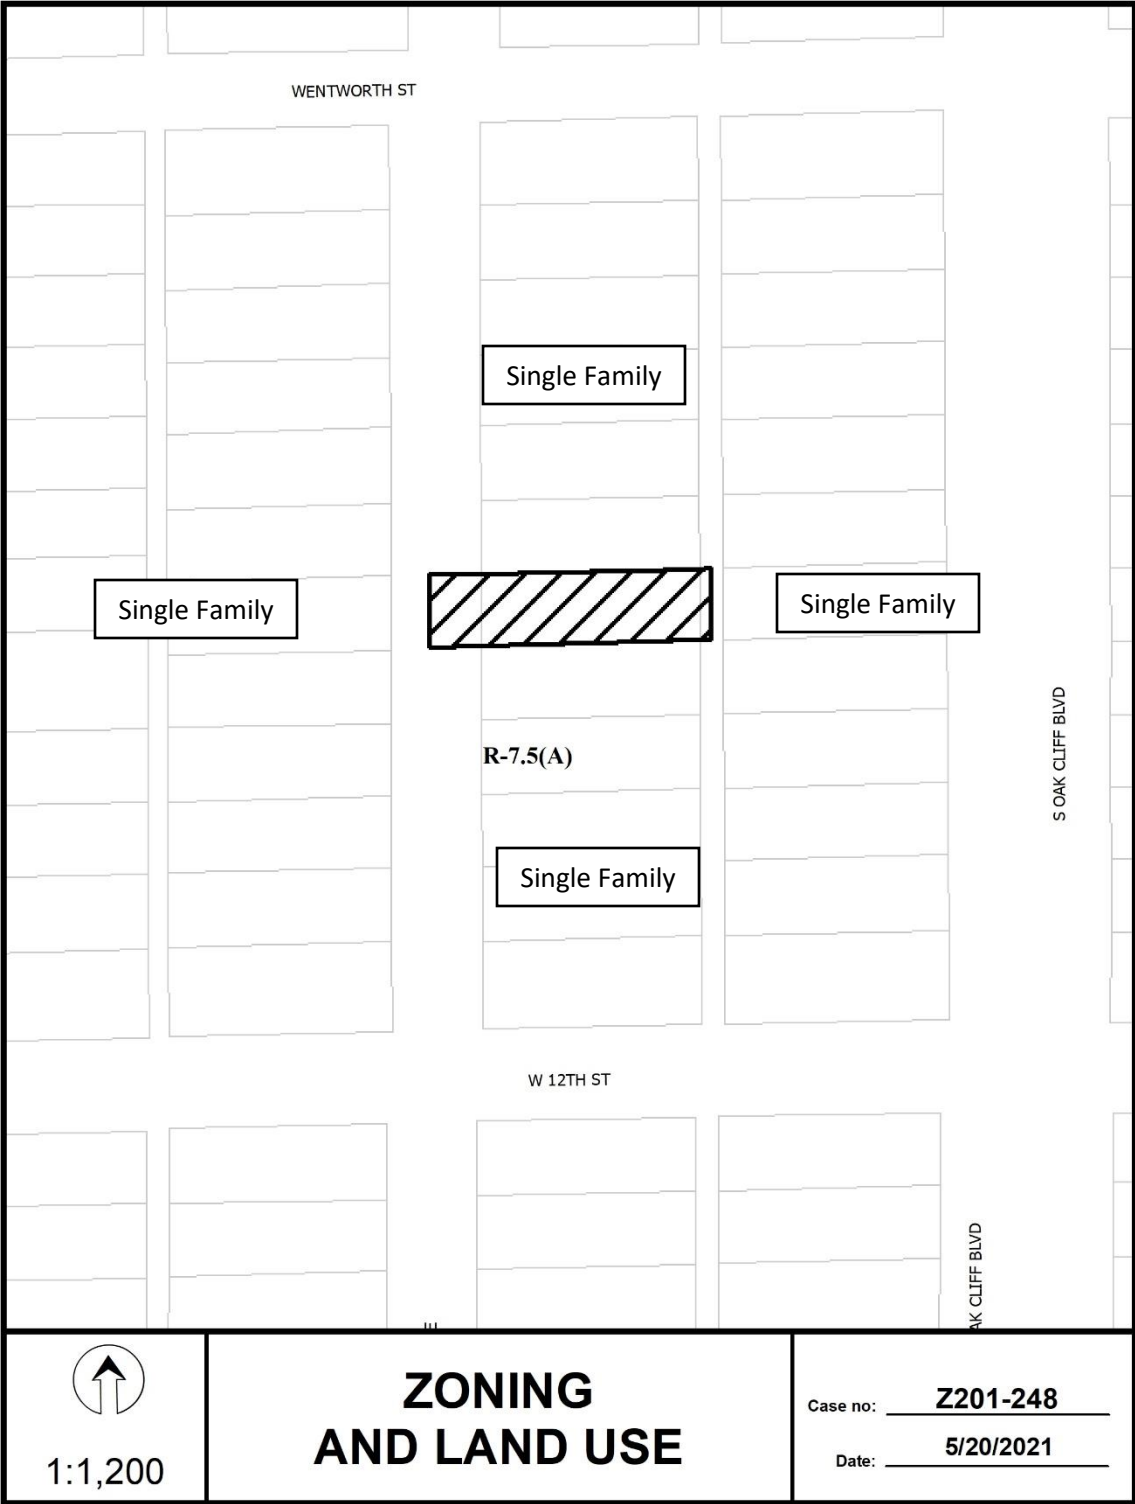 WENTWORTH ST
Single Family
Single Family
Single Family
S OAK CLIFF BLVD
R-7.5(A)
Single Family
W 12TH ST
AK CLIFF BLVD
1:1,200
ZONING
AND LAND USE
Case no: Z201-248
Date: 5/20/2021